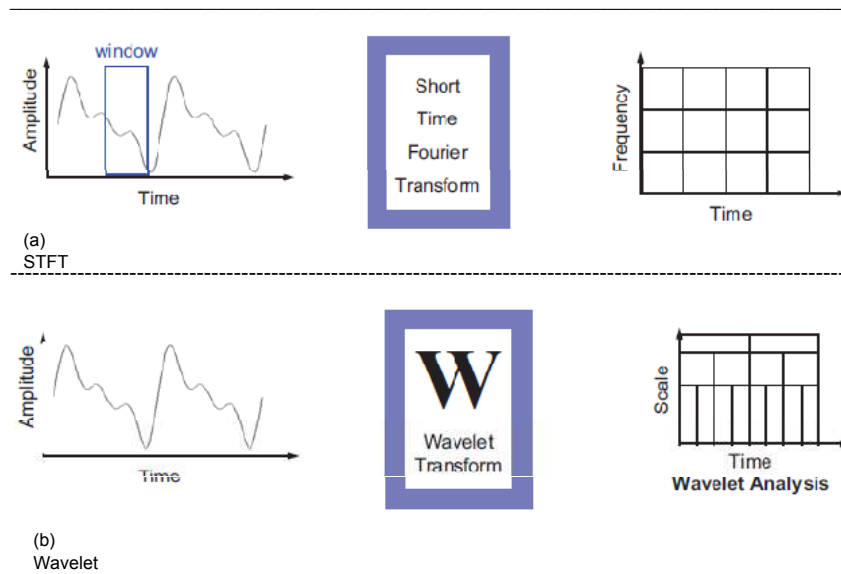 window
Amplitude
Time
Short
Time
Fourier
Transform
Frequency
Time
(a)
STFT
Amplitude
Time
W
Wavelet
Transform
Scale
Time
Wavelet Analysis
(b)
Wavelet